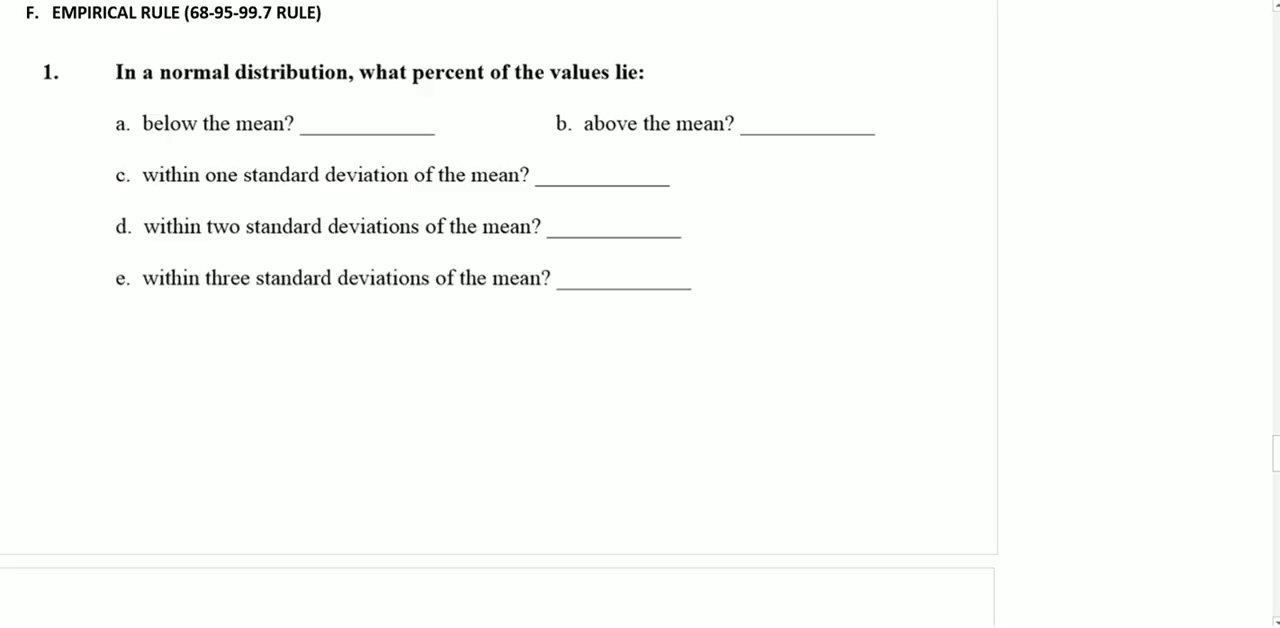 F. EMPIRICAL RULE (68-95-99.7 RULE)
1. In a normal distribution, what percent of the values lie:
a. below the mean? ____________ b. above the mean? ____________
c. within one standard deviation of the mean? ____________
d. within two standard deviations of the mean? ____________
e. within three standard deviations of the mean? ____________